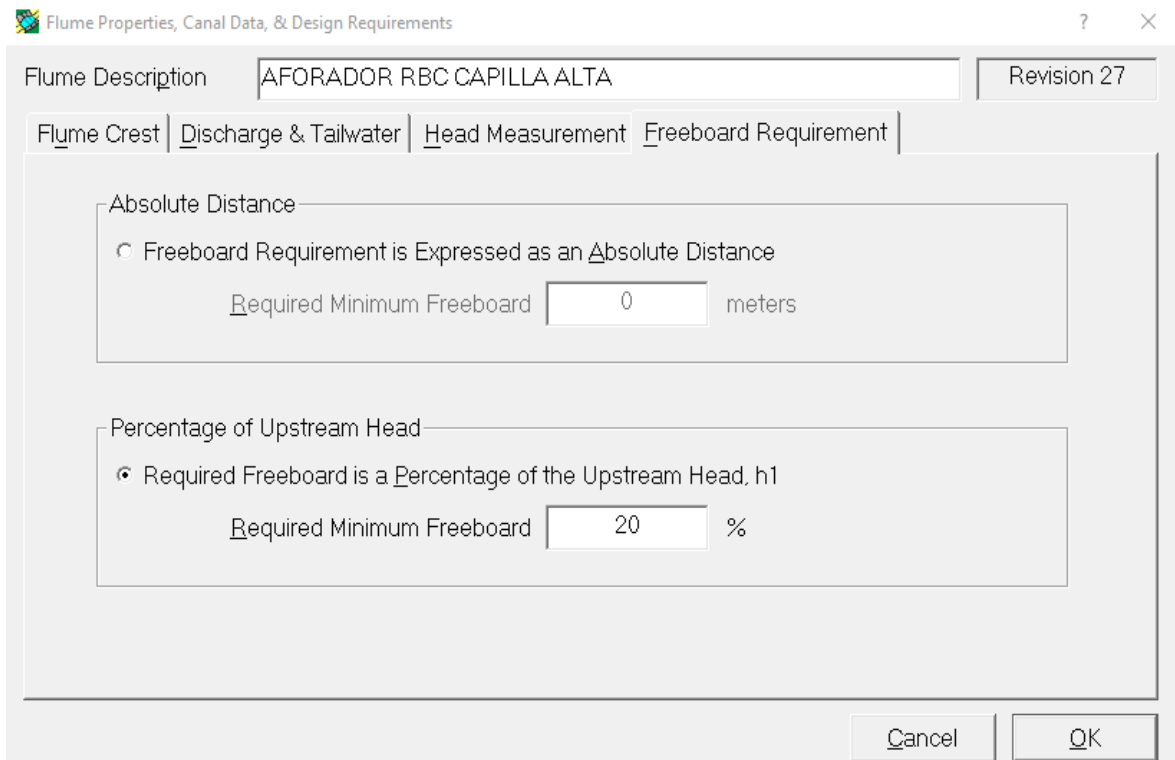 Flume Properties, Canal Data, & Design Requirements ? ×
Flume Description AFORADOR RBC CAPILLA ALTA Revision 27
Flume Crest Discharge & Tailwater Head Measurement Freeboard Requirement
Absolute Distance
Freeboard Requirement is Expressed as an Absolute Distance
Required Minimum Freeboard 0 meters
Percentage of Upstream Head
Required Freeboard is a Percentage of the Upstream Head, h1
Required Minimum Freeboard 20 %
Cancel OK